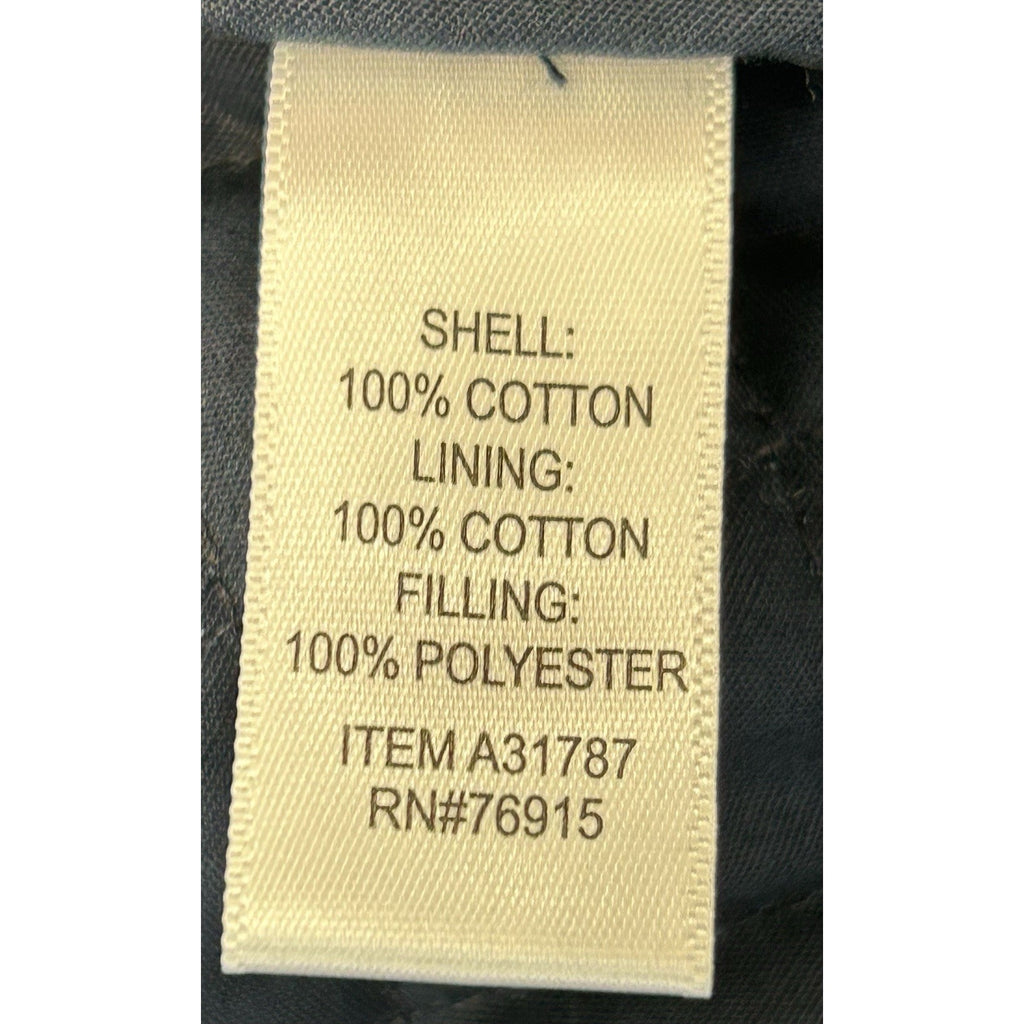 SHELL:
100% COTTON
LINING:
100% COTTON
FILLING:
100% POLYESTER
ITEM A31787
RN#76915